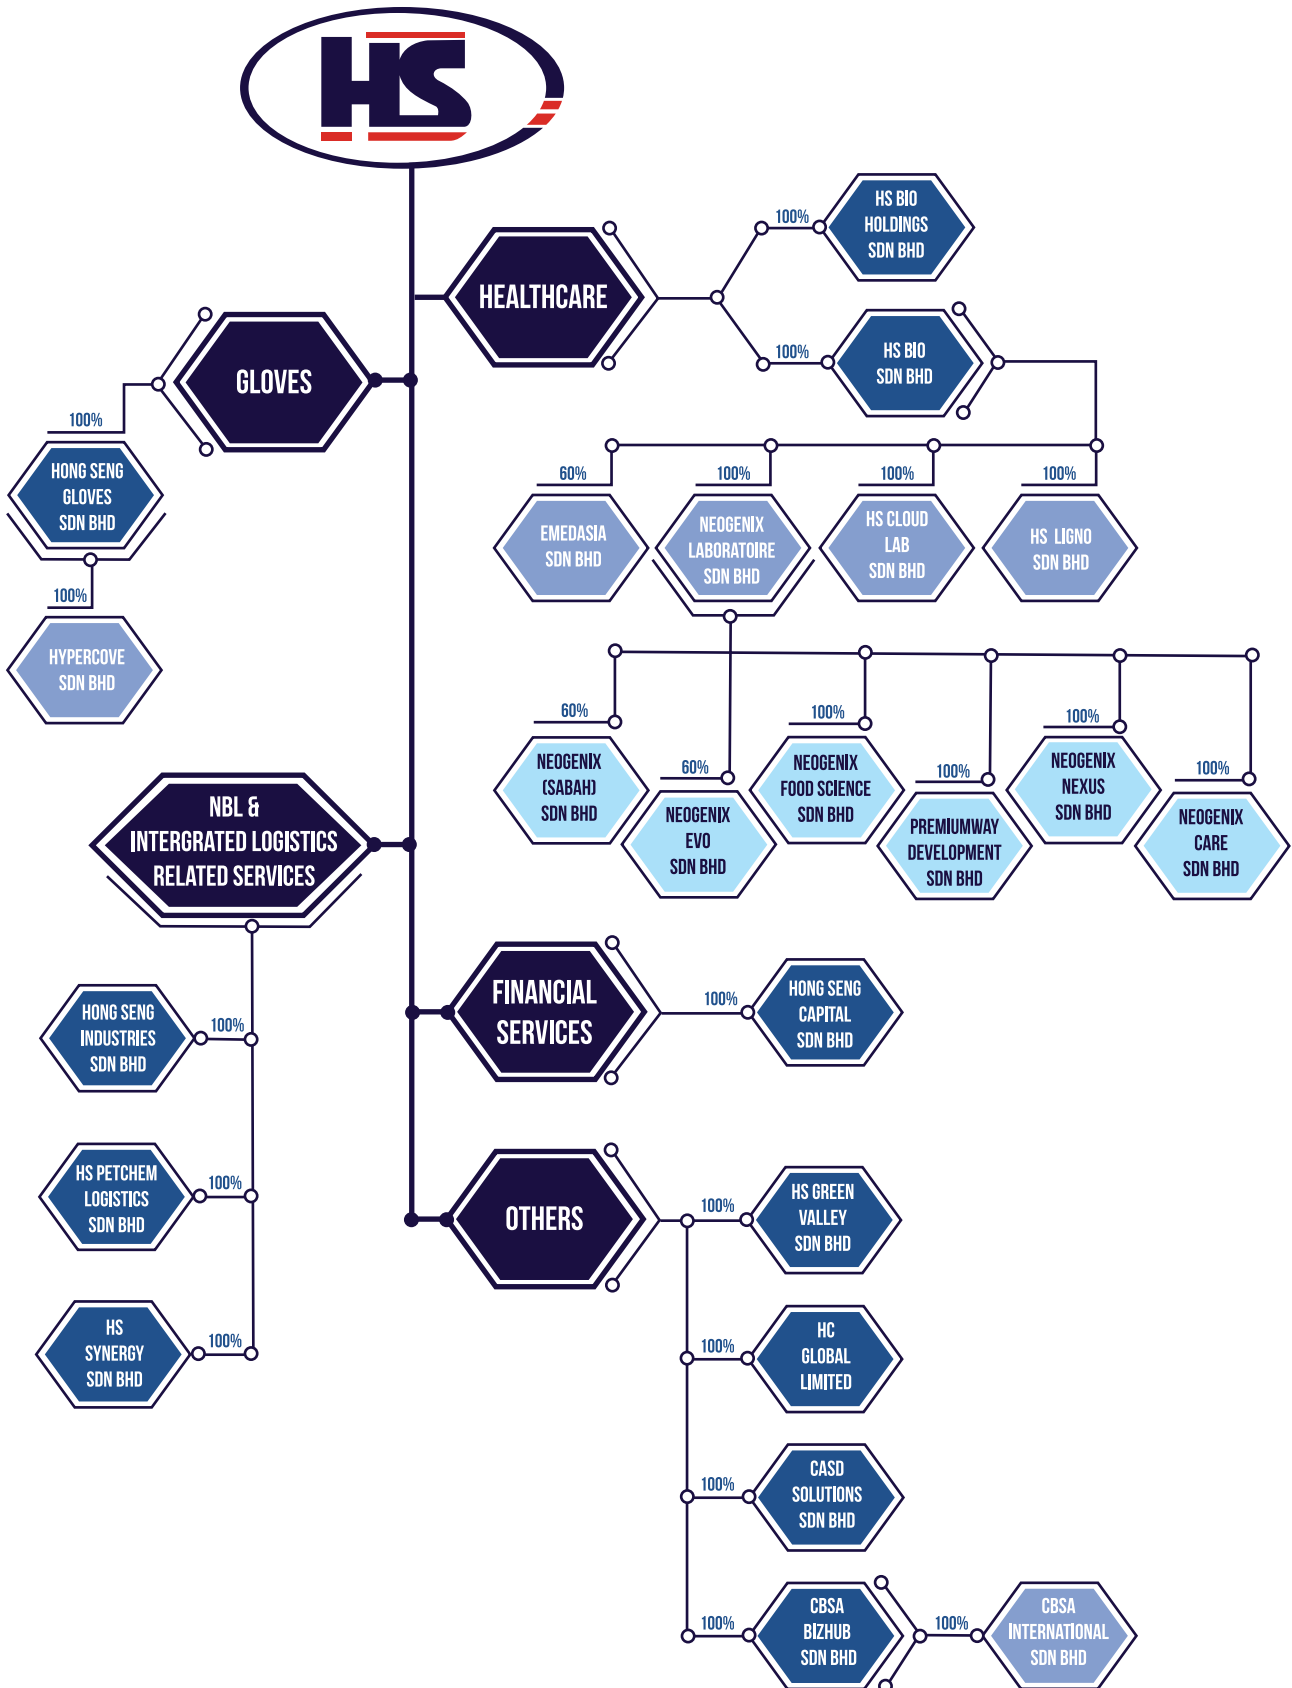 HS
HEALTHCARE
100%
HS BIO
HOLDINGS
SDN BHD
100%
HS BIO
SDN BHD
GLOVES
100%
HONG SENG
GLOVES
SDN BHD
100%
HYPERCOVE
SDN BHD
60%
EMEDASIA
SDN BHD
100%
NEOGENIX
LABORATOIRE
SDN BHD
100%
HS CLOUD
LAB
SDN BHD
100%
HS LIGNO
SDN BHD
60%
NEOGENIX
(SABAH)
SDN BHD
60%
NEOGENIX
EVO
SDN BHD
100%
NEOGENIX
FOOD SCIENCE
SDN BHD
100%
PREMIUMWAY
DEVELOPMENT
SDN BHD
100%
NEOGENIX
NEXUS
SDN BHD
100%
NEOGENIX
CARE
SDN BHD
NBL &
INTERGRATED LOGISTICS
RELATED SERVICES
100%
HONG SENG
INDUSTRIES
SDN BHD
100%
HS PETCHEM
LOGISTICS
SDN BHD
100%
HS
SYNERGY
SDN BHD
FINANCIAL
SERVICES
100%
HONG SENG
CAPITAL
SDN BHD
OTHERS
100%
HS GREEN
VALLEY
SDN BHD
100%
HC
GLOBAL
LIMITED
100%
CASD
SOLUTIONS
SDN BHD
100%
CBSA
BIZHUB
SDN BHD
100%
CBSA
INTERNATIONAL
SDN BHD